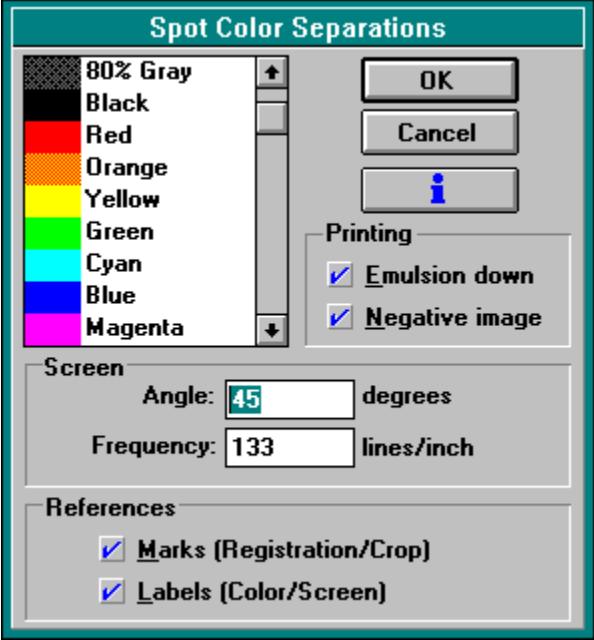 Spot Color Separations
80% Gray
Black
Red
Orange
Yellow
Green
Cyan
Blue
Magenta
OK
Cancel
i
Printing
Emulsion down
Negative image
Screen
Angle: 45 degrees
Frequency: 133 lines/inch
References
Marks (Registration/Crop)
Labels (Color/Screen)